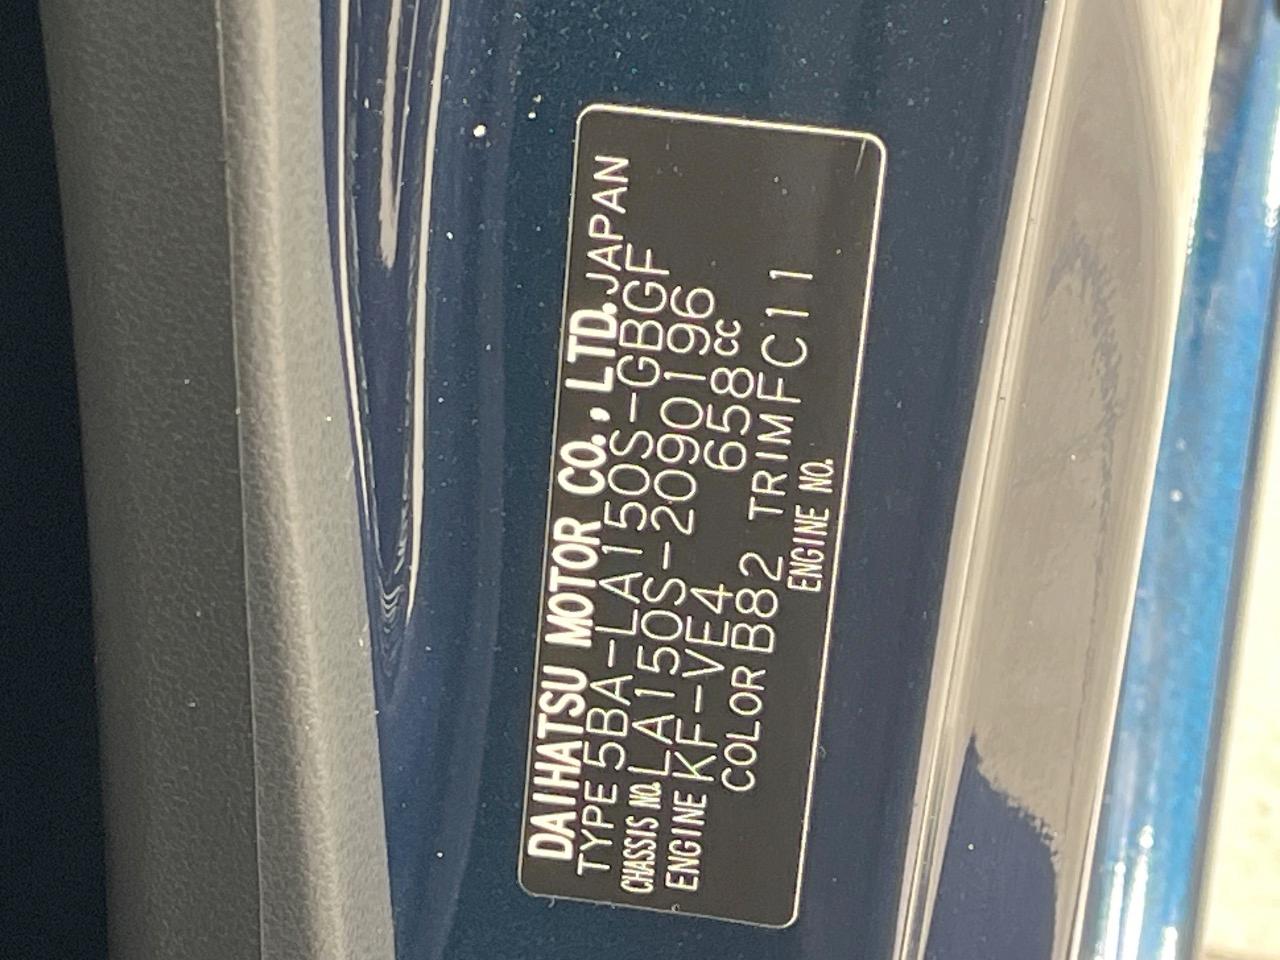 DAIHATSU MOTOR CO., LTD. JAPAN
TYPE 5BA-LA150S-GBGF
CHASSIS NO. LA150S-2090196
ENGINE KF-VE4 658cc
COLOR B82 TRIM FC11
ENGINE NO.